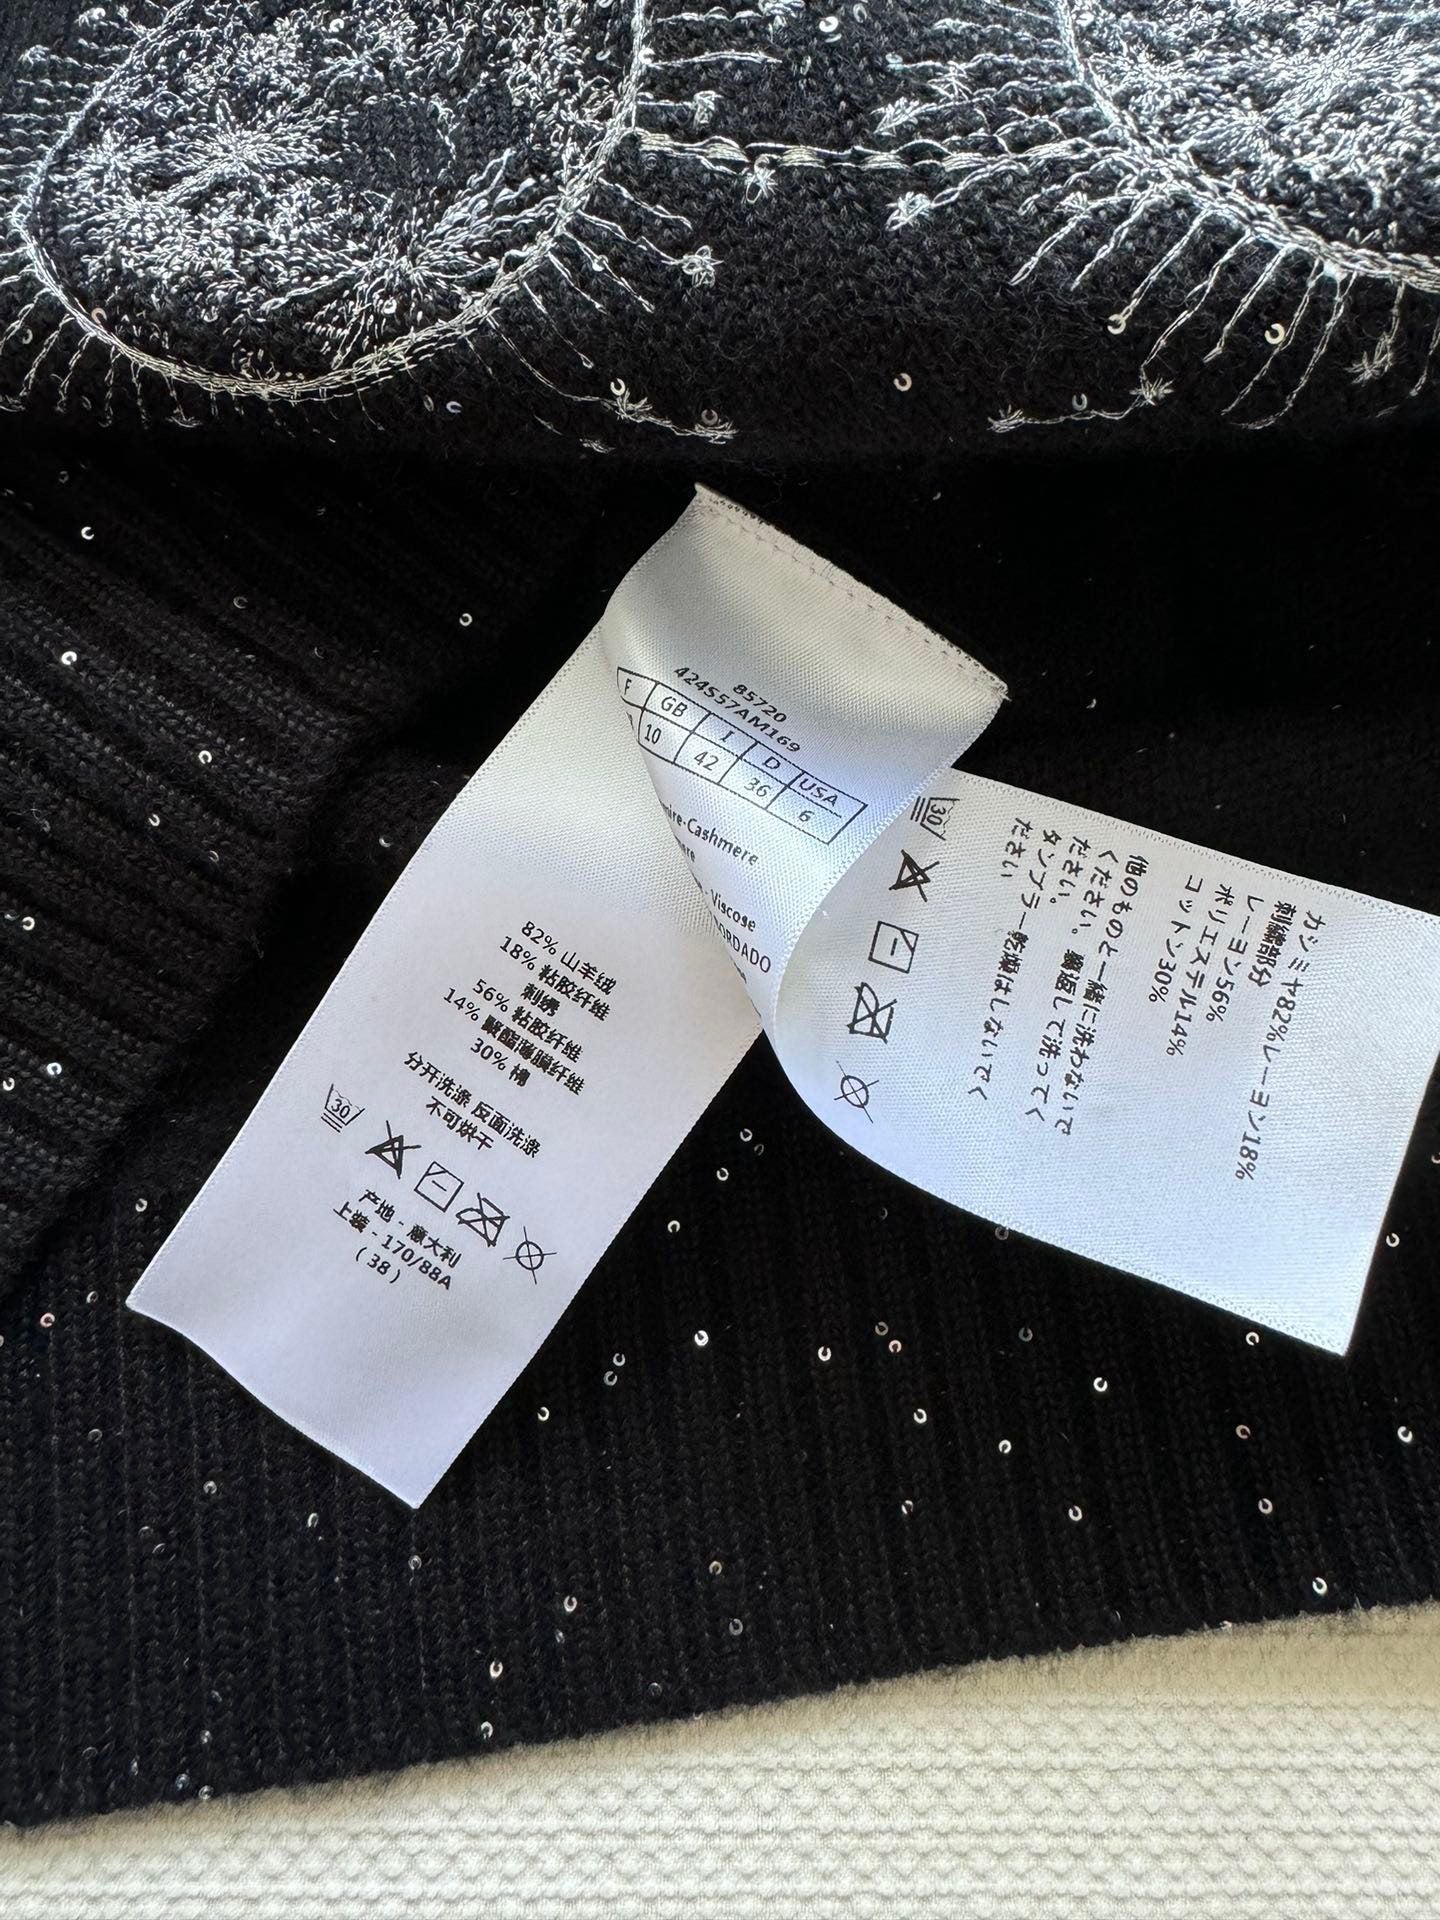 85720
424S57AM169
F GB I D USA
10 42 36 6
Cashmere
- Viscose
82% 山羊绒
18% 粘胶纤维
刺绣
56% 粘胶纤维
14% 聚酯薄膜纤维
30% 棉
分开洗涤 反面洗涤
不可烘干
30
产地 - 意大利
上装 - 170/88A
( 38 )
カシミヤ82%レーヨン18%
刺繍部分
レーヨン56%
ポリエステル14%
コットン30%
他のものと一緒に洗わないで
ください。裏返して洗ってく
ださい。
タンブラー乾燥はしないでく
ださい
30